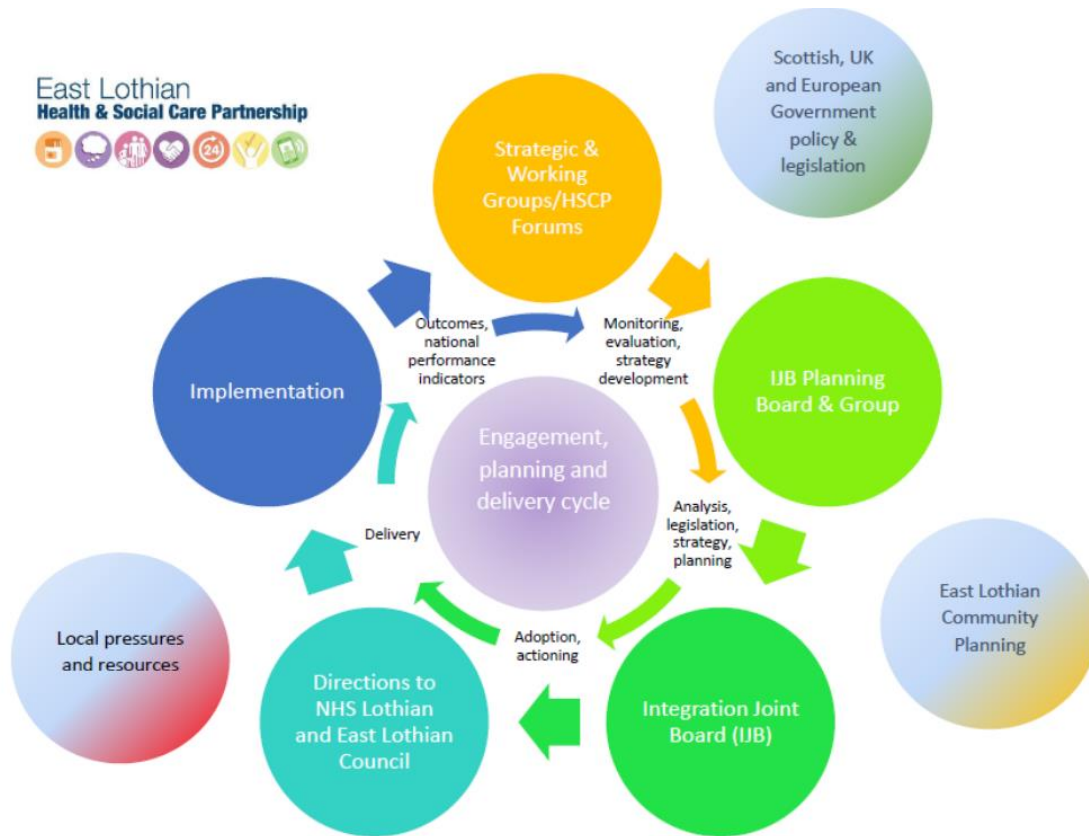 East Lothian
Health & Social Care Partnership
24
Scottish, UK
and European
Government
policy &
legislation
Strategic &
Working
Groups/HSCP
Forums
Outcomes,
national
performance
indicators
Monitoring,
evaluation,
strategy
development
Implementation
IJB Planning
Board & Group
Engagement,
planning and
delivery cycle
Analysis,
legislation,
strategy,
planning
Delivery
East Lothian
Community
Planning
Local pressures
and resources
Adoption,
actioning
Directions to
NHS Lothian
and East Lothian
Council
Integration Joint
Board (IJB)